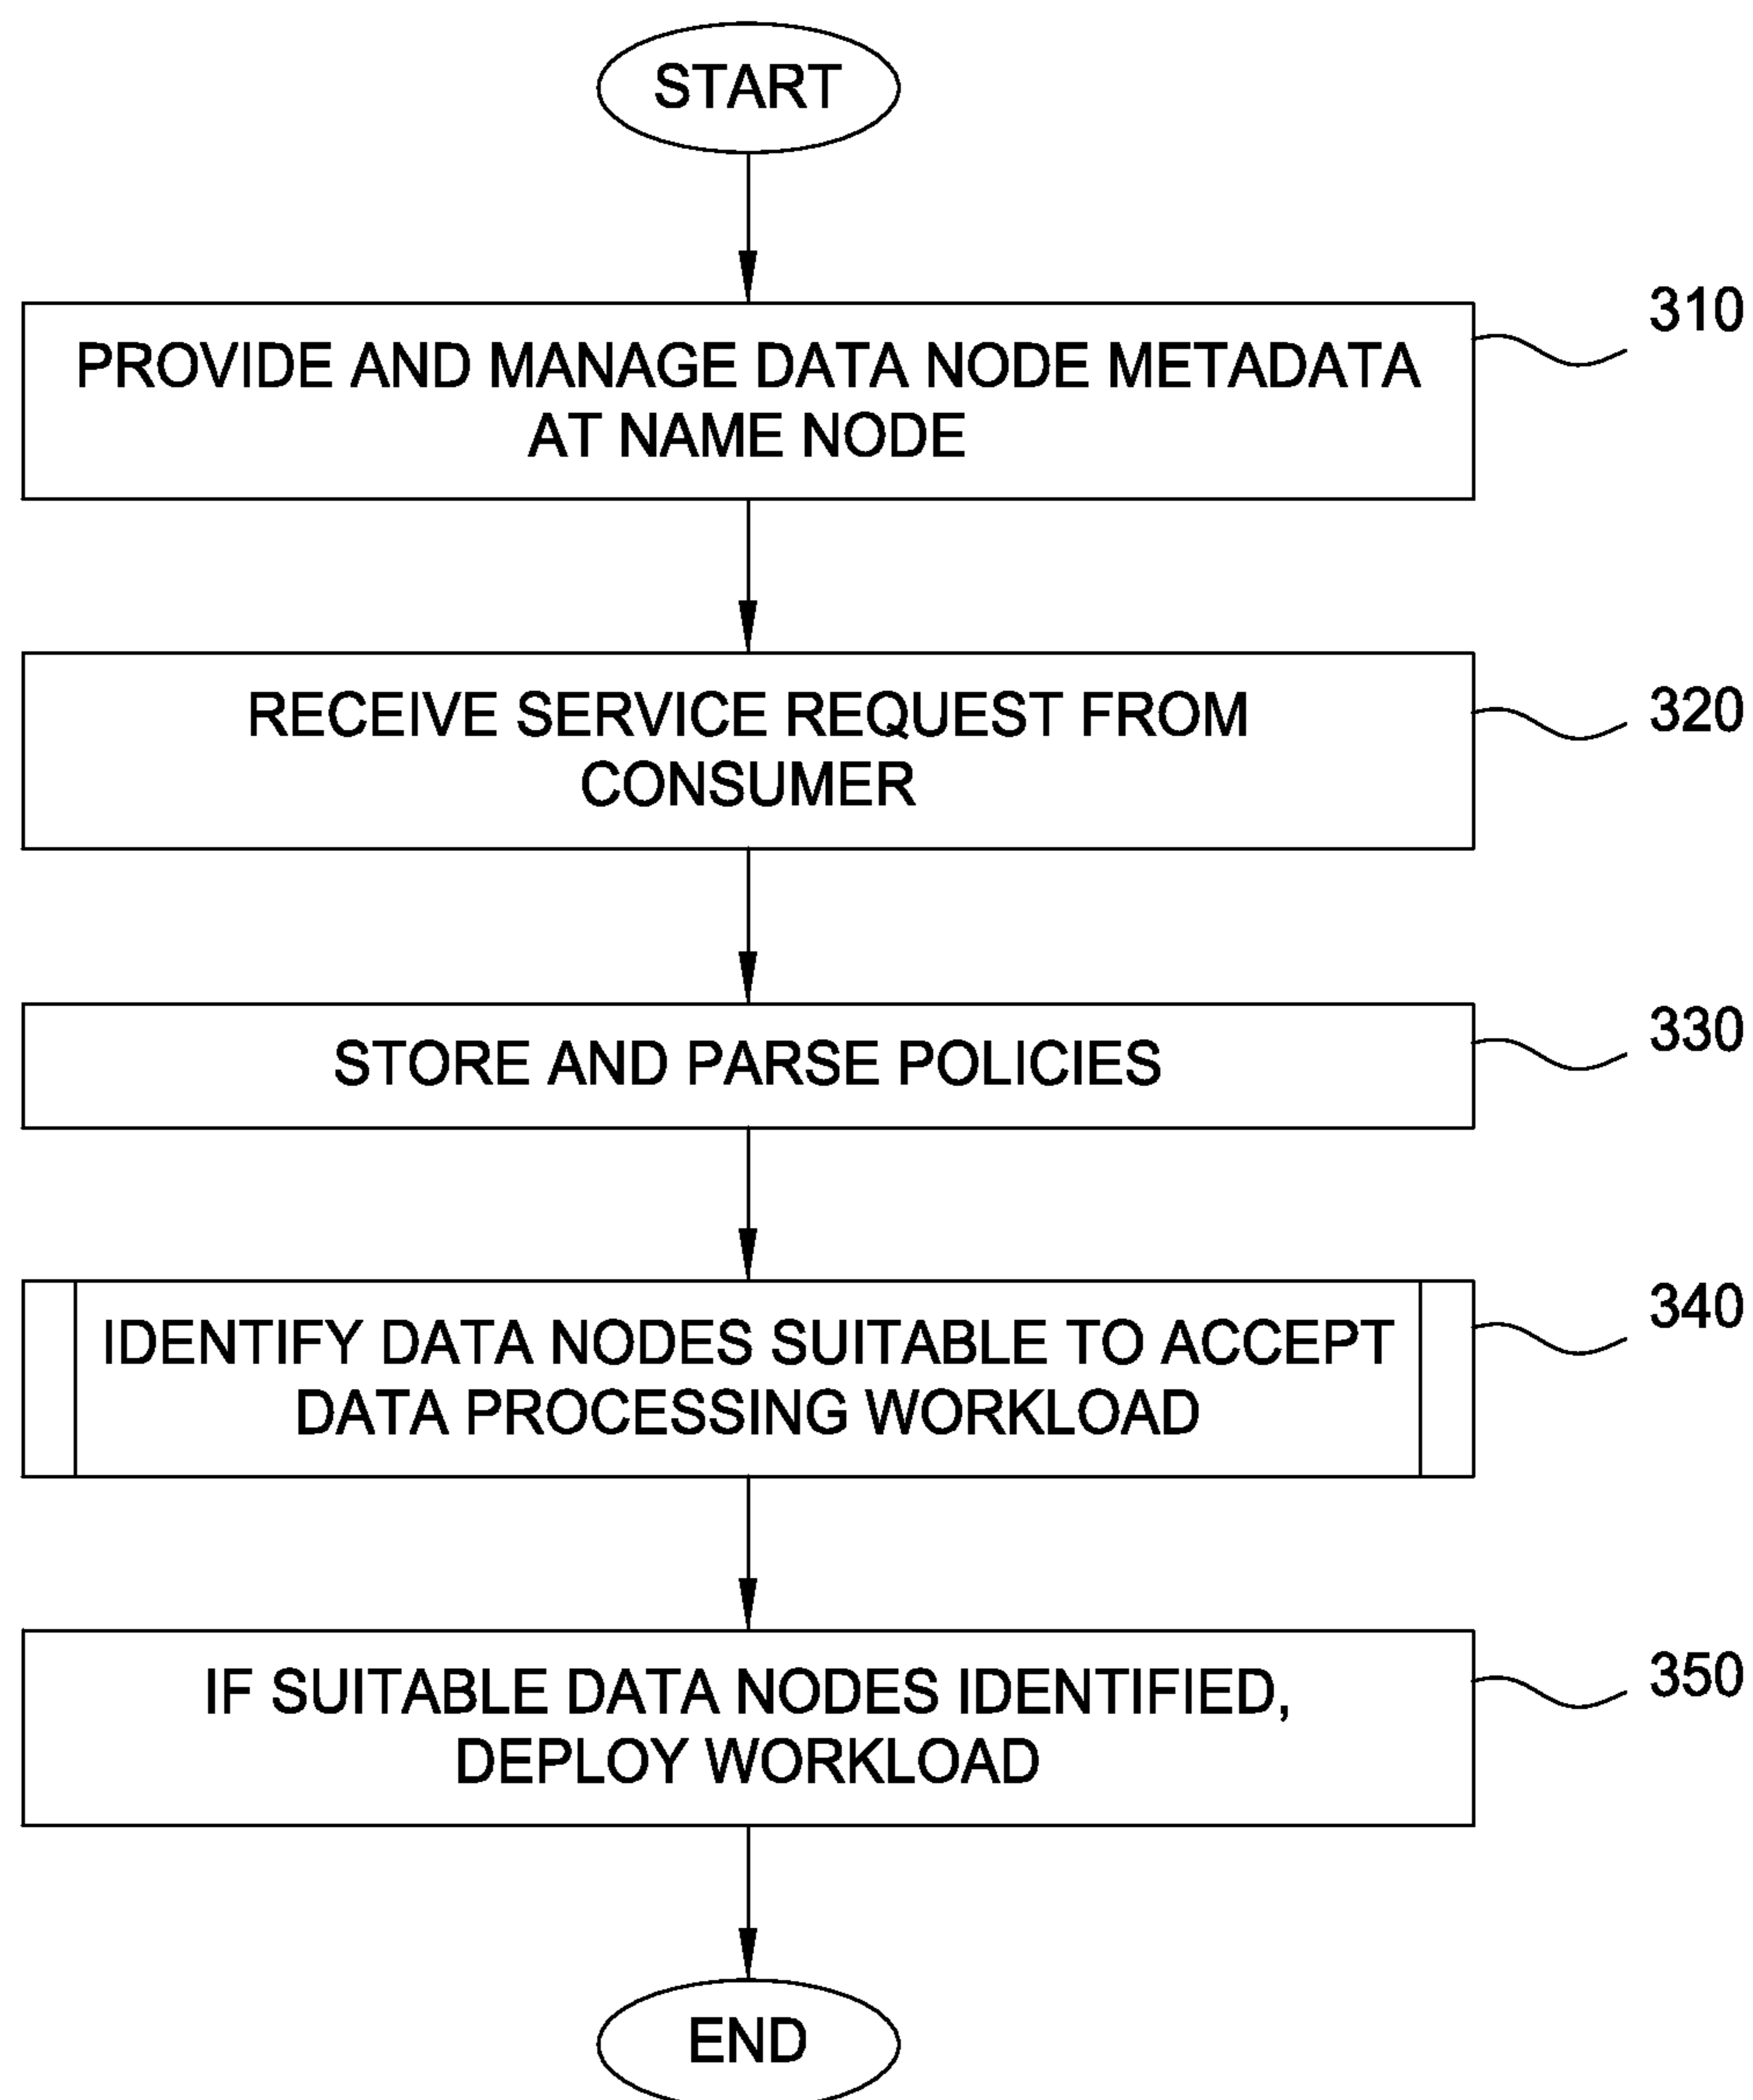 START
PROVIDE AND MANAGE DATA NODE METADATA
AT NAME NODE
310
RECEIVE SERVICE REQUEST FROM
CONSUMER
320
STORE AND PARSE POLICIES
330
IDENTIFY DATA NODES SUITABLE TO ACCEPT
DATA PROCESSING WORKLOAD
340
IF SUITABLE DATA NODES IDENTIFIED,
DEPLOY WORKLOAD
350
END